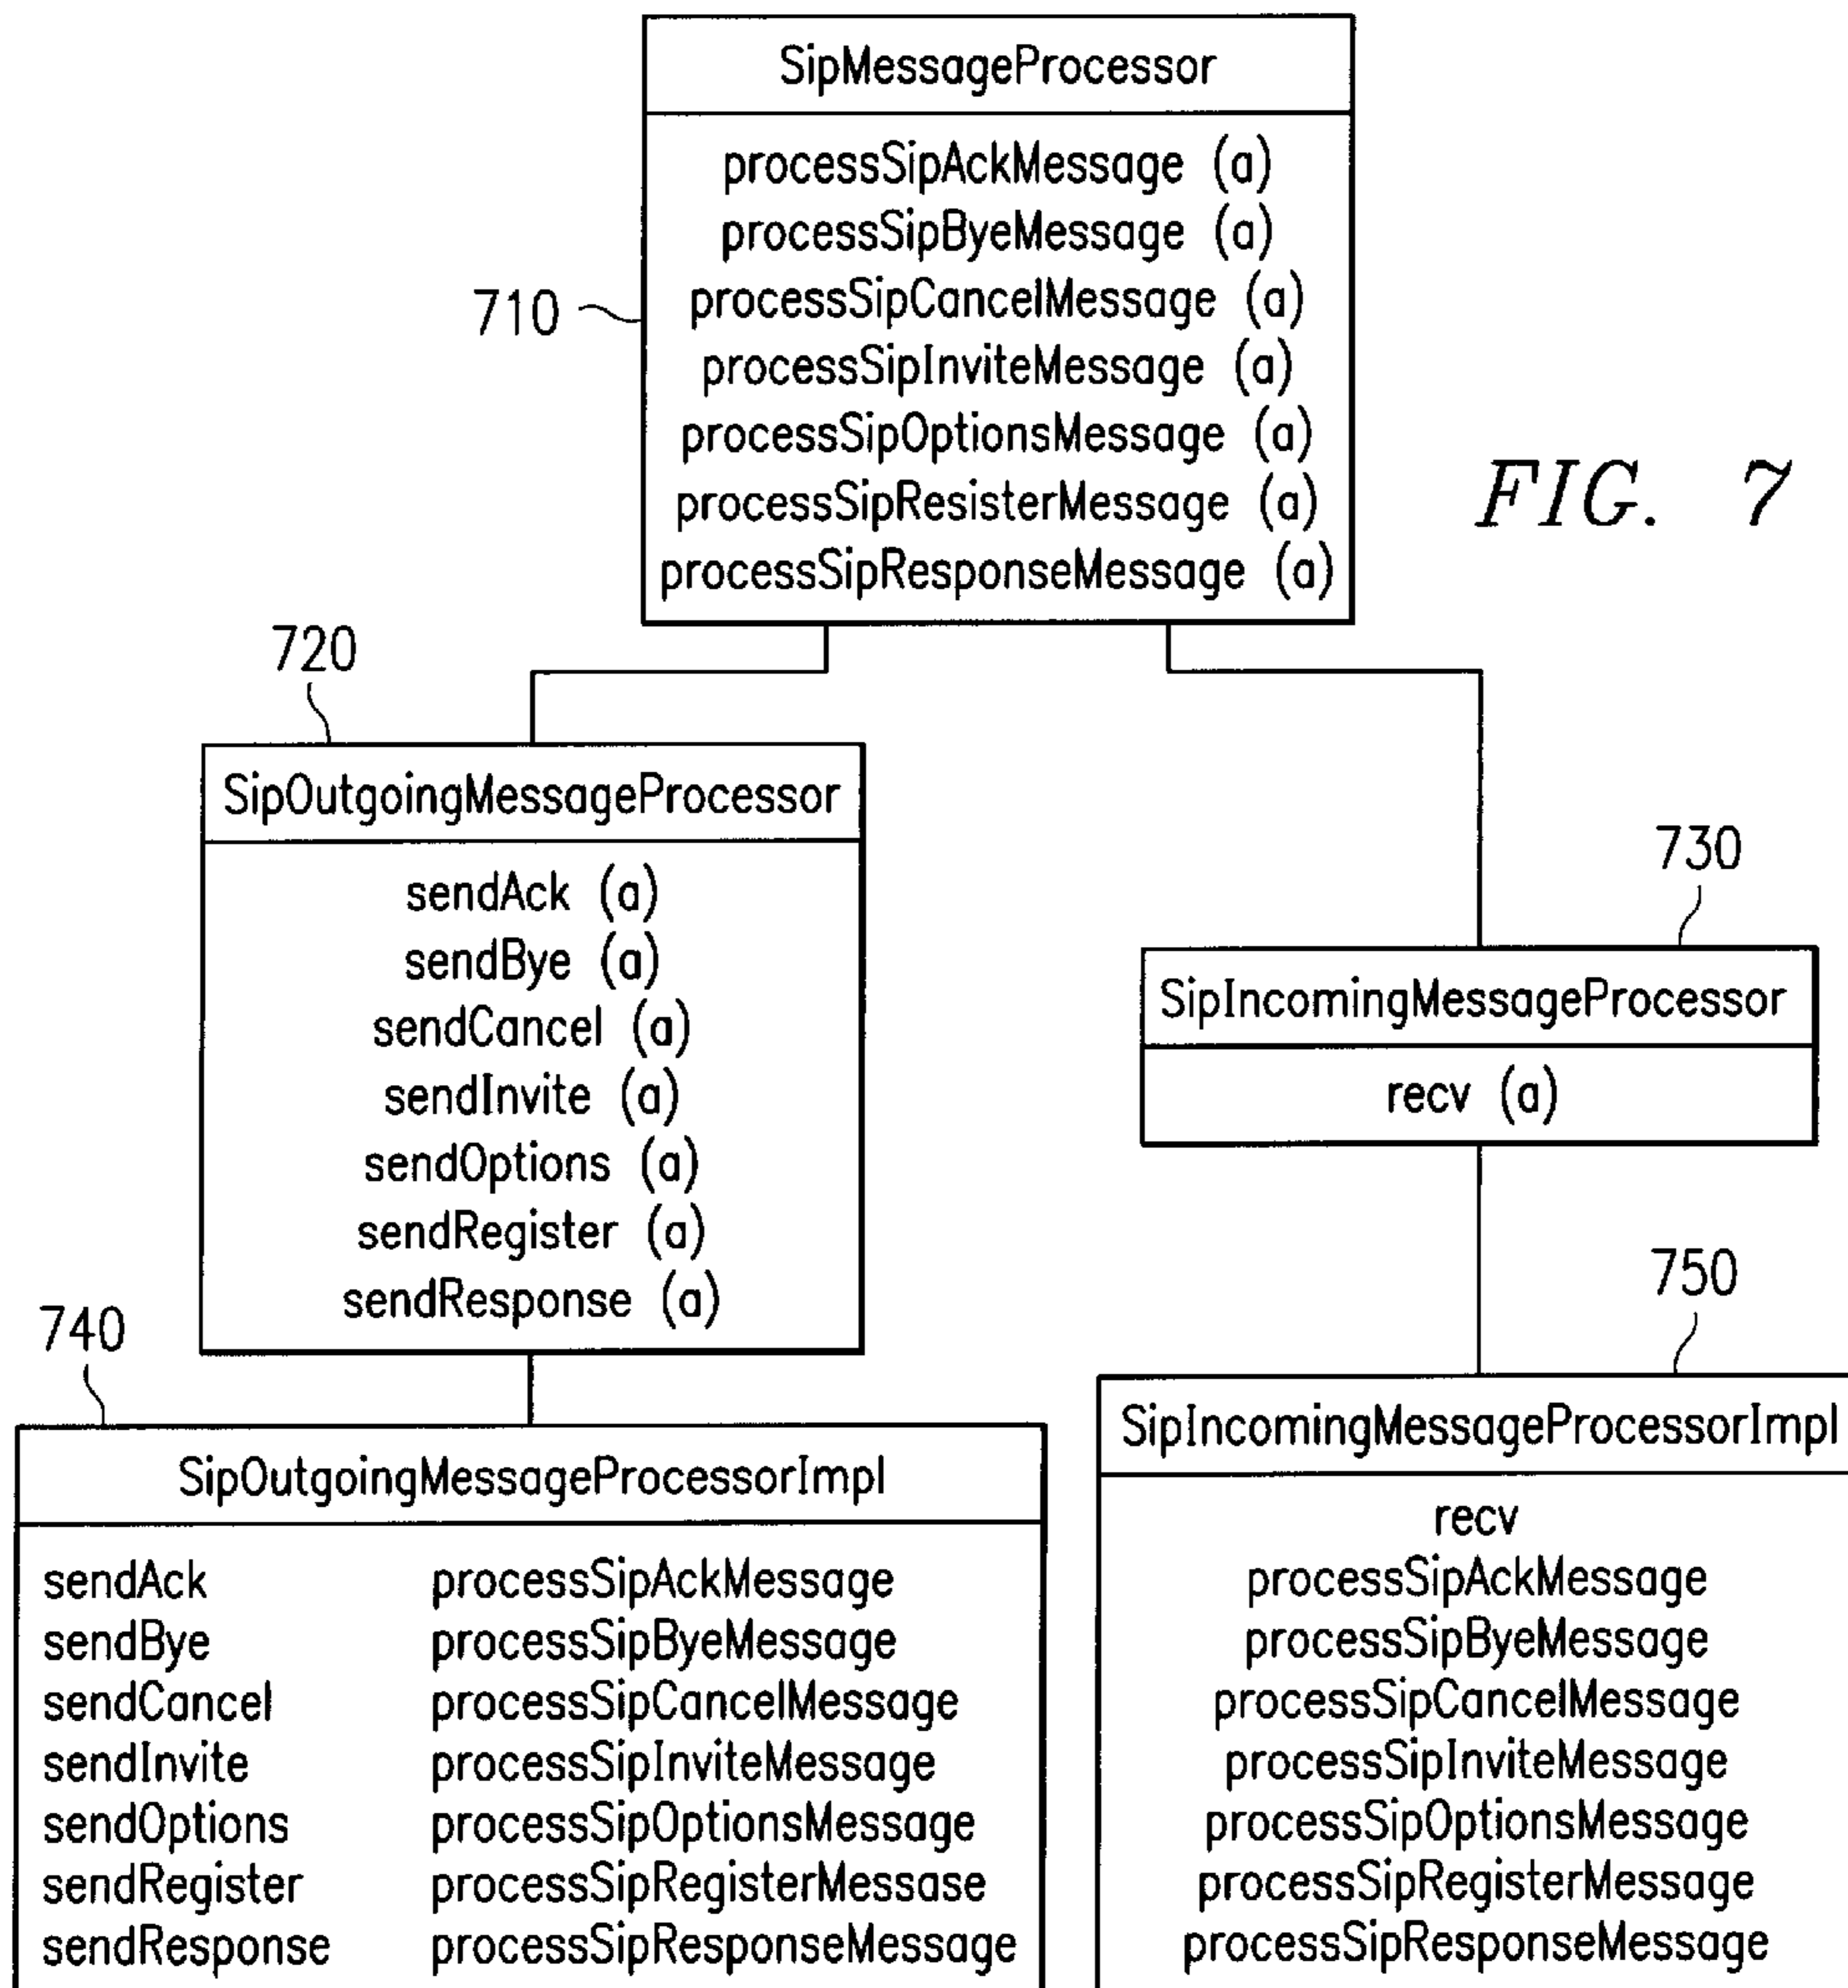 SipMessageProcessor
processSipAckMessage (a)
processSipByeMessage (a)
710
processSipCancelMessage (a)
processSipInviteMessage (a)
processSipOptionsMessage (a)
processSipResisterMessage (a)
processSipResponseMessage (a)
FIG. 7
720
SipOutgoingMessageProcessor
sendAck (a)
sendBye (a)
sendCancel (a)
sendInvite (a)
sendOptions (a)
sendRegister (a)
sendResponse (a)
730
SipIncomingMessageProcessor
recv (a)
740
SipOutgoingMessageProcessorImpl
sendAck processSipAckMessage
sendBye processSipByeMessage
sendCancel processSipCancelMessage
sendInvite processSipInviteMessage
sendOptions processSipOptionsMessage
sendRegister processSipRegisterMessase
sendResponse processSipResponseMessage
750
SipIncomingMessageProcessorImpl
recv
processSipAckMessage
processSipByeMessage
processSipCancelMessage
processSipInviteMessage
processSipOptionsMessage
processSipRegisterMessage
processSipResponseMessage